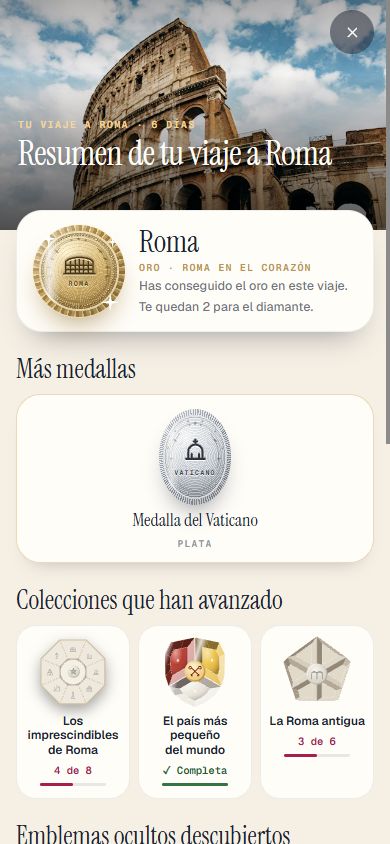 TU VIAJE A ROMA · 6 DÍAS
Resumen de tu viaje a Roma
ROMA
Roma
ORO · ROMA EN EL CORAZÓN
Has conseguido el oro en este viaje.
Te quedan 2 para el diamante.
Más medallas
VATICANO
Medalla del Vaticano
PLATA
Colecciones que han avanzado
Los
imprescindibles
de Roma
4 de 8
El país más
pequeño
del mundo
✓ Completa
La Roma antigua
3 de 6
Emblemas ocultos descubiertos